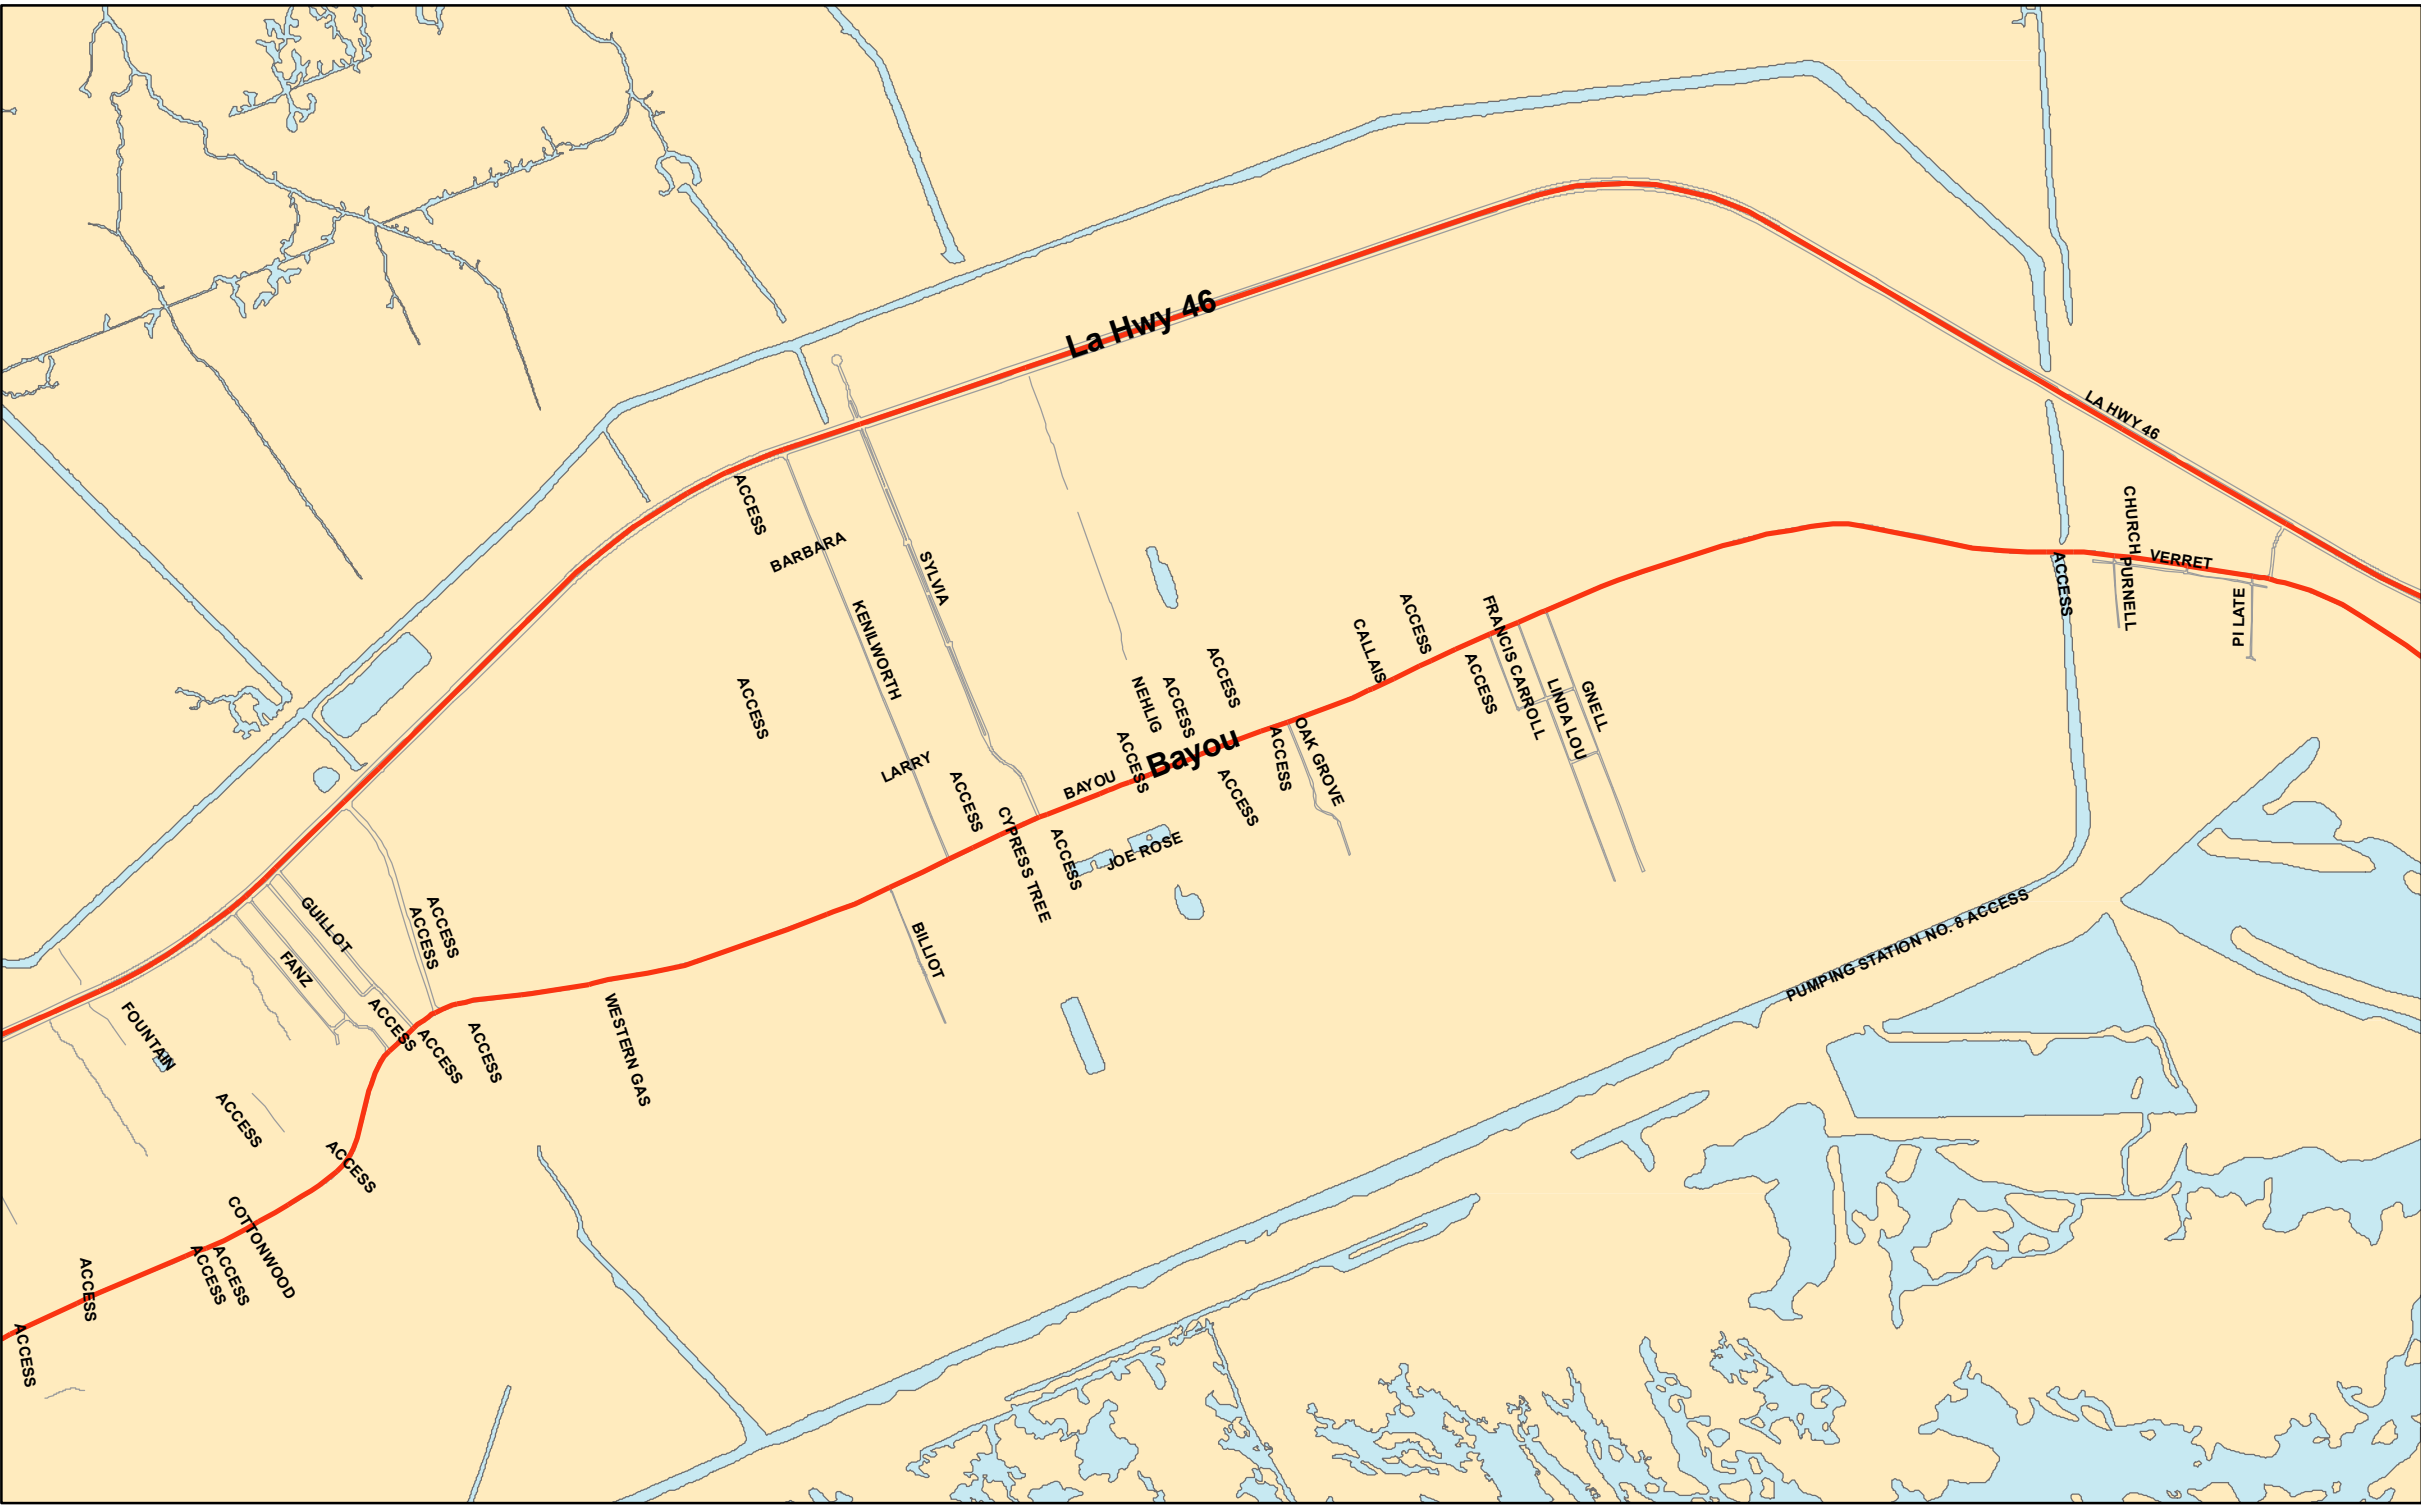 La Hwy 46
LA HWY 46
ACCESS
BARBARA
SYLVIA
KENILWORTH
CHURCH
VERRET
PURNELL
PI LATE
ACCESS
ACCESS
CALLAIS
FRANCIS CARROLL
ACCESS
LINDA LOU
GNELL
ACCESS
NEHLIG
ACCESS
ACCESS
ACCESS
Bayou
BAYOU
ACCESS
OAK GROVE
ACCESS
LARRY
ACCESS
CYPRESS TREE
ACCESS
JOE ROSE
BILLIOT
GUILLOT
FANZ
ACCESS
ACCESS
PUMPING STATION NO. 8 ACCESS
FOUNTAIN
ACCESS
ACCESS
ACCESS
WESTERN GAS
ACCESS
ACCESS
COTTONWOOD
ACCESS
ACCESS
ACCESS
ACCESS